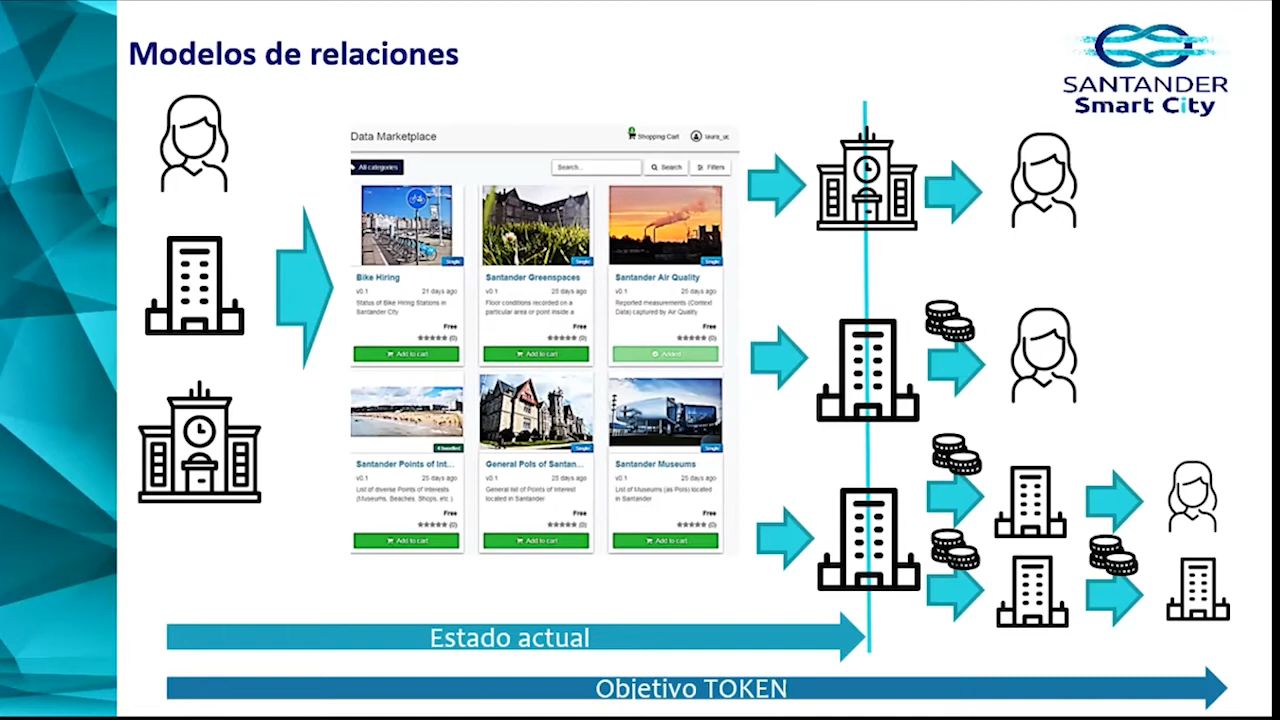 Modelos de relaciones
SANTANDER
Smart City
Data Marketplace
Shopping Cart
All categories
Search...
Search
Filters
Single
Single
Single
Bike Hiring
Santander Greenspaces
Santander Air Quality
v0.1 21 days ago
v0.1 25 days ago
v0.1 25 days ago
Status of Bike Hiring Stations in
Santander City
Floor conditions recorded on a
particular area or point inside a
Reported measurements (Context
Data) captured by Air Quality
Free
Free
Free
(0)
(0)
(0)
Add to cart
Add to cart
Added
Single
Single
Santander Points of Int...
General PoIs of Santan...
Santander Museums
v0.1 25 days ago
v0.1 25 days ago
v0.1 25 days ago
List of diverse Points of Interests
(Museums, Beaches, Shops, etc.)
General list of Points of Interest
located in Santander
List of Museums (as PoIs) located
in Santander
Free
Free
Free
(0)
(0)
(0)
Add to cart
Add to cart
Add to cart
Estado actual
Objetivo TOKEN